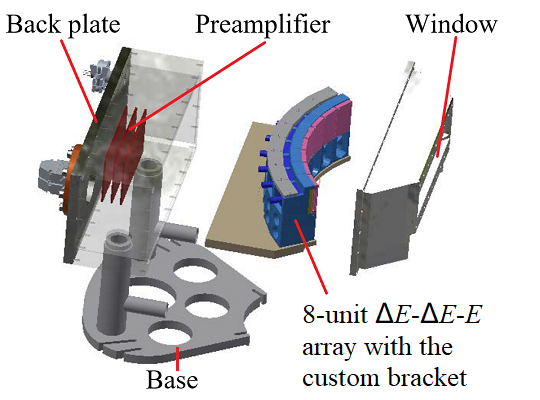 Back plate
Preamplifier
Window
8-unit ΔE-ΔE-E
array with the
custom bracket
Base